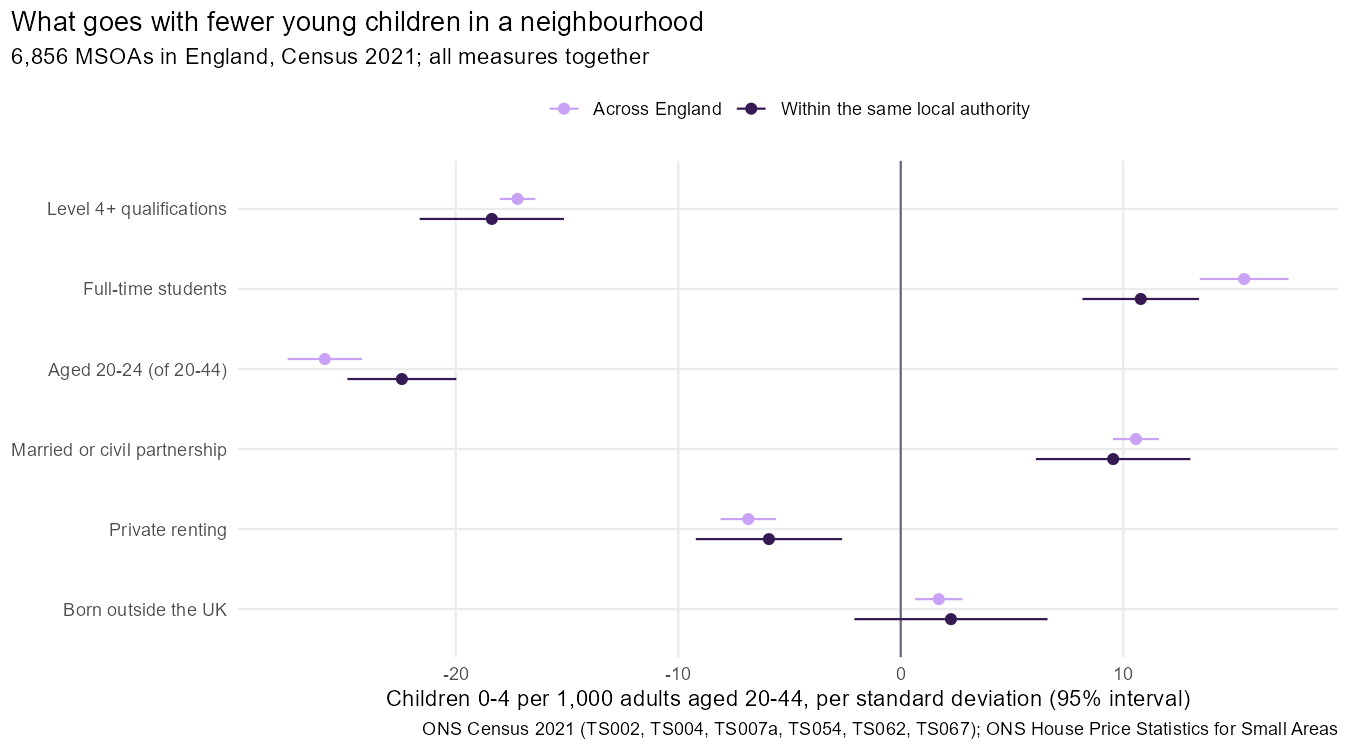 What goes with fewer young children in a neighbourhood
6,856 MSOAs in England, Census 2021; all measures together
Across England
Within the same local authority
Level 4+ qualifications
Full-time students
Aged 20-24 (of 20-44)
Married or civil partnership
Private renting
Born outside the UK
-20 -10 0 10
Children 0-4 per 1,000 adults aged 20-44, per standard deviation (95% interval)
ONS Census 2021 (TS002, TS004, TS007a, TS054, TS062, TS067); ONS House Price Statistics for Small Areas